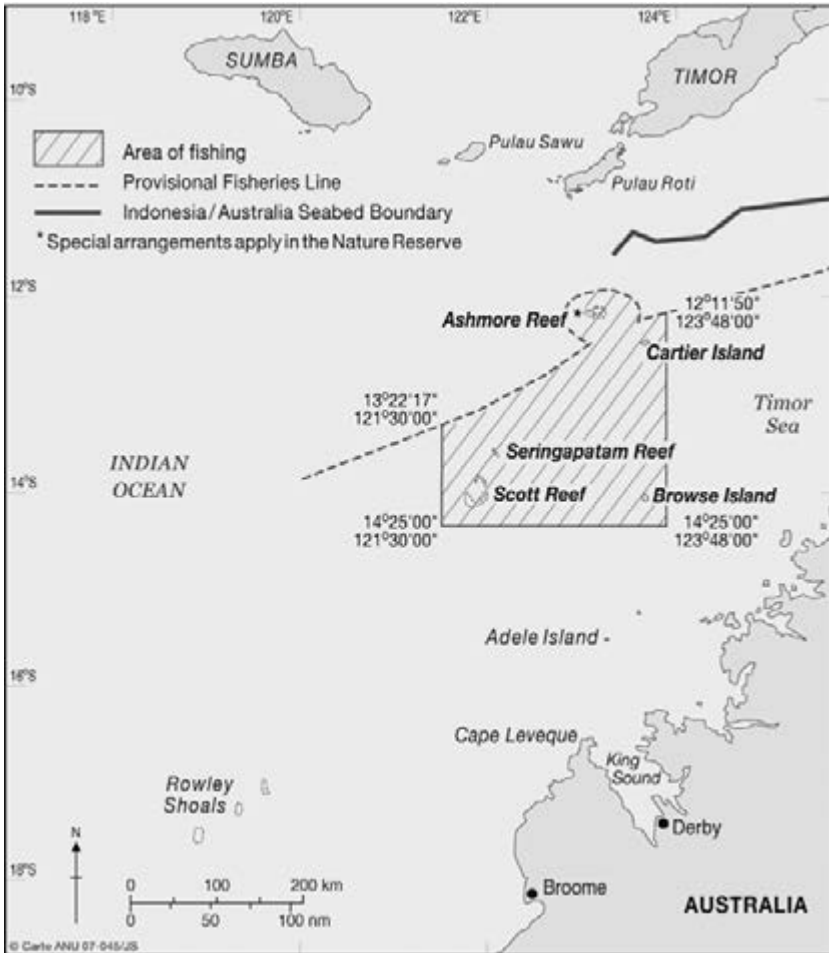 118°E
120°E
122°E
124°E
SUMBA
TIMOR
10°S
Pulau Sawu
Pulau Roti
Area of fishing
Provisional Fisheries Line
Indonesia/Australia Seabed Boundary
* Special arrangements apply in the Nature Reserve
12°S
Ashmore Reef
12°11'50"
123°48'00"
Cartier Island
13°22'17"
121°30'00"
Timor
Sea
INDIAN
OCEAN
Seringapatam Reef
14°S
Scott Reef
Browse Island
14°25'00"
121°30'00"
14°25'00"
123°48'00"
Adele Island
16°S
Cape Leveque
King
Sound
Rowley
Shoals
Derby
N
18°S
0 100 200 km
0 50 100 nm
Broome
AUSTRALIA
© Carto ANU 07-045/JS